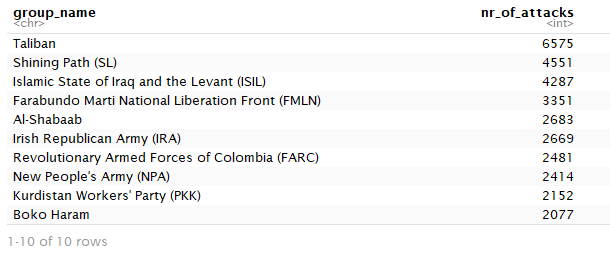 group_name nr_of_attacks
<chr> <int>
Taliban 6575
Shining Path (SL) 4551
Islamic State of Iraq and the Levant (ISIL) 4287
Farabundo Marti National Liberation Front (FMLN) 3351
Al-Shabaab 2683
Irish Republican Army (IRA) 2669
Revolutionary Armed Forces of Colombia (FARC) 2481
New People's Army (NPA) 2414
Kurdistan Workers' Party (PKK) 2152
Boko Haram 2077
1-10 of 10 rows